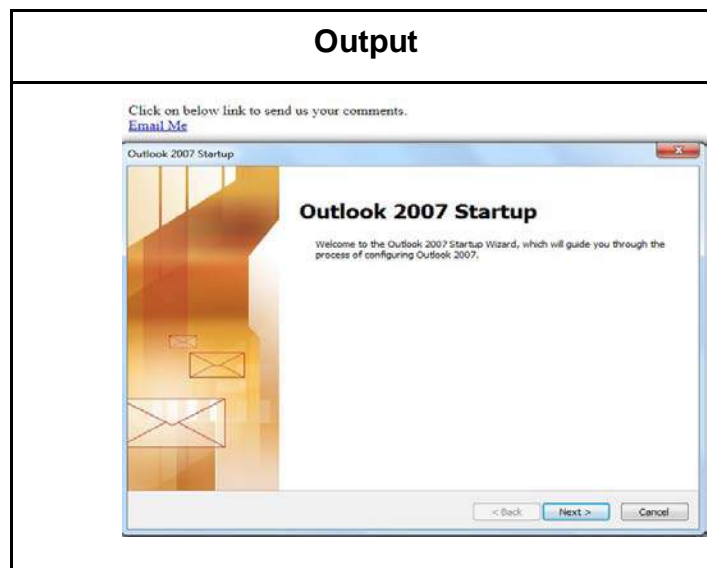 Output
Click on below link to send us your comments.
Email Me
Outlook 2007 Startup
Outlook 2007 Startup
Welcome to the Outlook 2007 Startup Wizard, which will guide you through the
process of configuring Outlook 2007.
< Back Next > Cancel